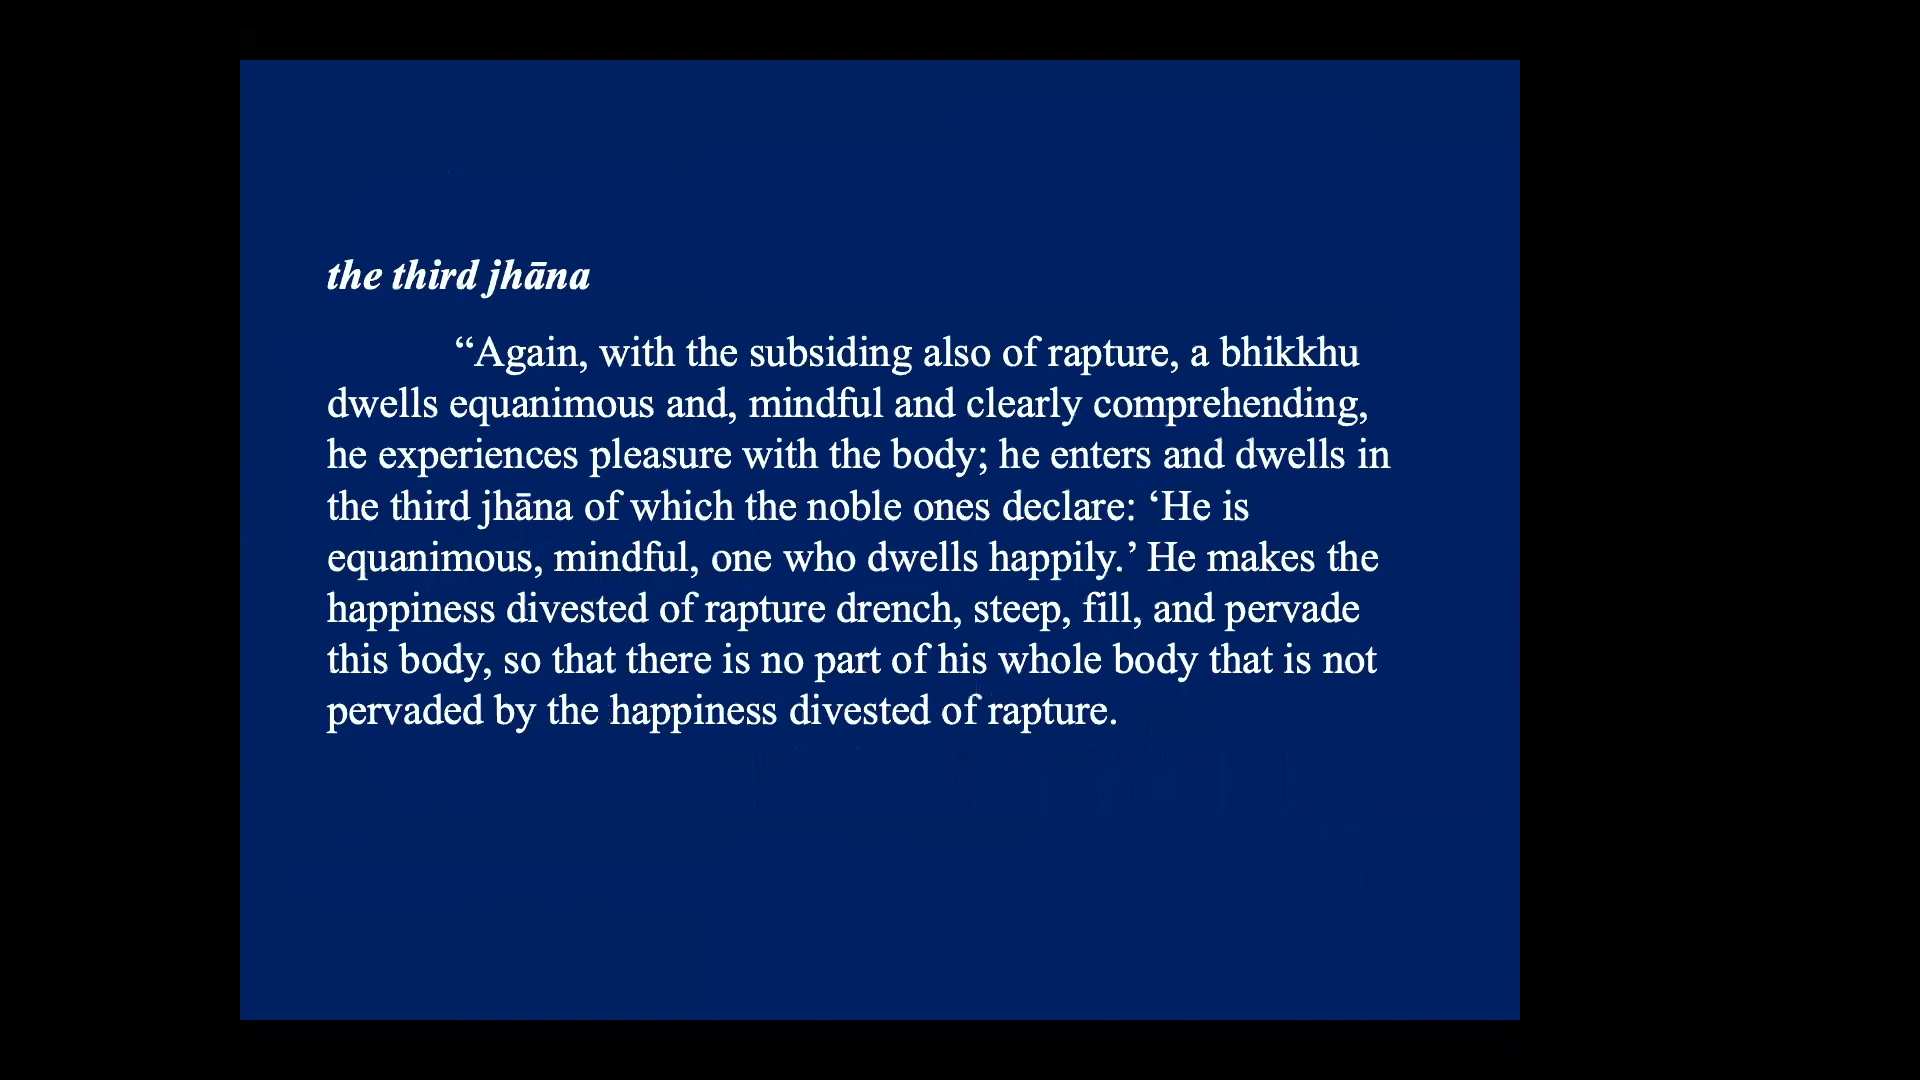 the third jhāna
“Again, with the subsiding also of rapture, a bhikkhu
dwells equanimous and, mindful and clearly comprehending,
he experiences pleasure with the body; he enters and dwells in
the third jhāna of which the noble ones declare: ‘He is
equanimous, mindful, one who dwells happily.’ He makes the
happiness divested of rapture drench, steep, fill, and pervade
this body, so that there is no part of his whole body that is not
pervaded by the happiness divested of rapture.